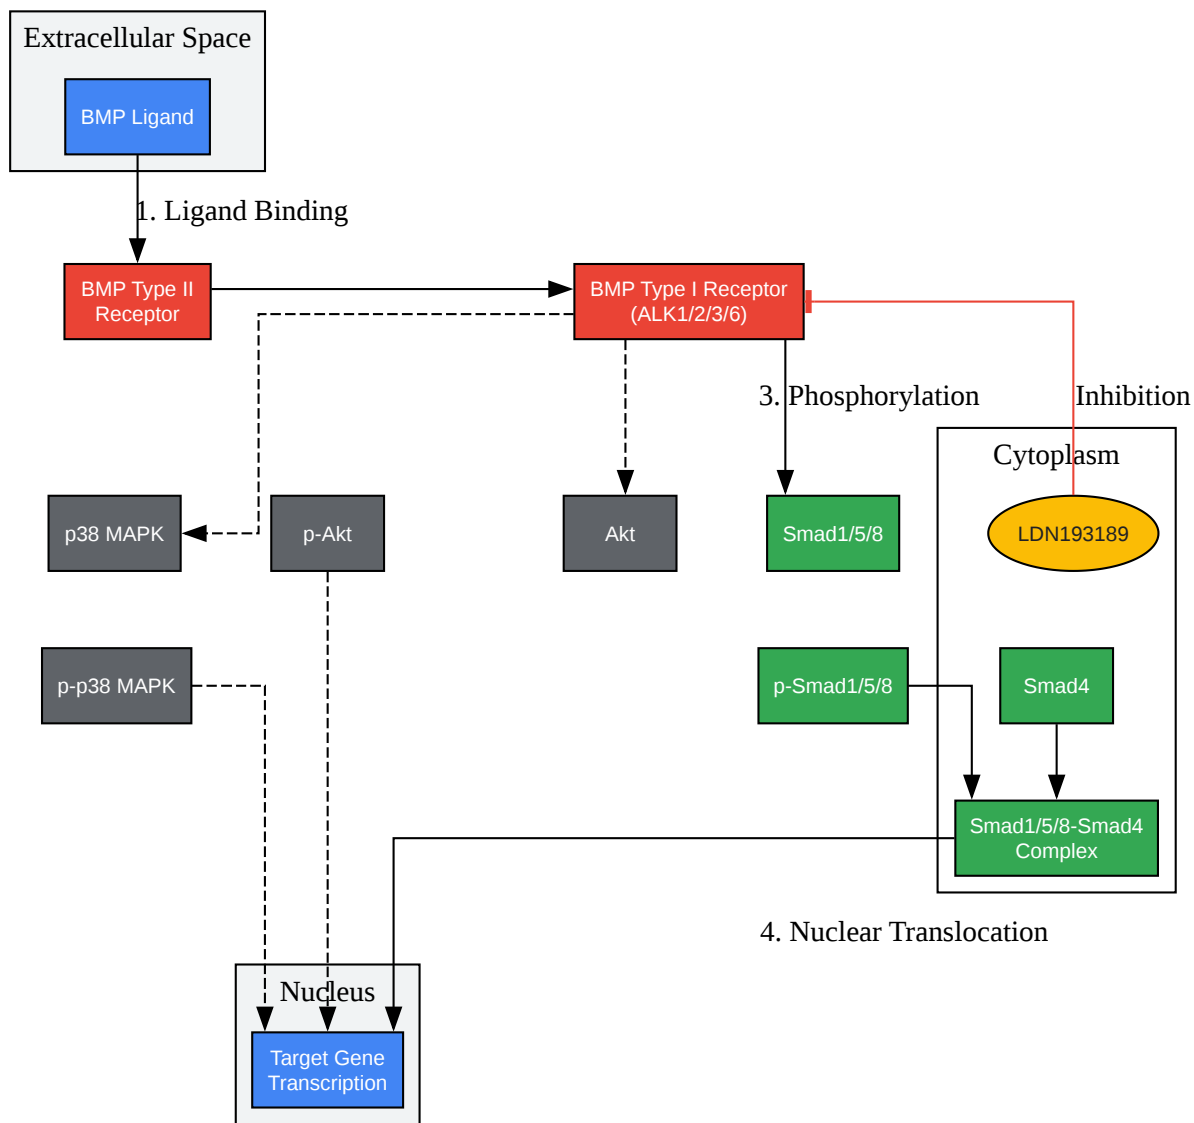 Extracellular Space
BMP Ligand
1. Ligand Binding
BMP Type II
Receptor
BMP Type I Receptor
(ALK1/2/3/6)
3. Phosphorylation
Inhibition
Cytoplasm
p38 MAPK
p-Akt
Akt
Smad1/5/8
LDN193189
p-p38 MAPK
p-Smad1/5/8
Smad4
Smad1/5/8-Smad4
Complex
4. Nuclear Translocation
Nucleus
Target Gene
Transcription